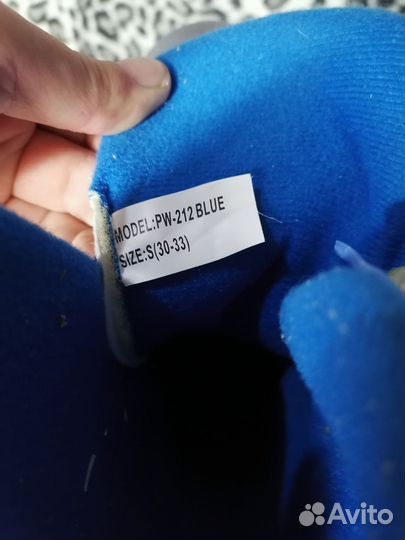 MODEL:PW-212 BLUE
SIZE:S(30-33)
Avito